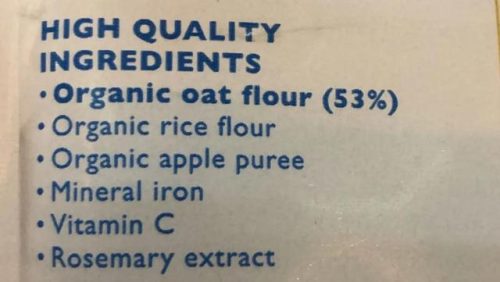 HIGH QUALITY
INGREDIENTS
• Organic oat flour (53%)
• Organic rice flour
• Organic apple puree
• Mineral iron
• Vitamin C
• Rosemary extract